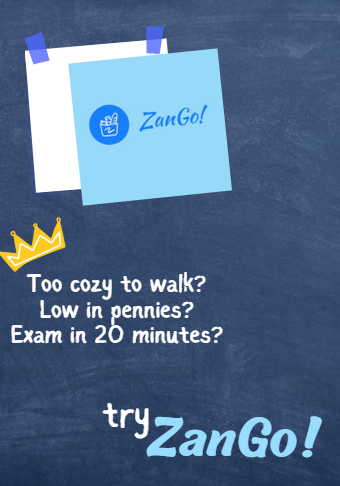 ZanGo!
Too cozy to walk?
Low in pennies?
Exam in 20 minutes?
try
ZanGo!